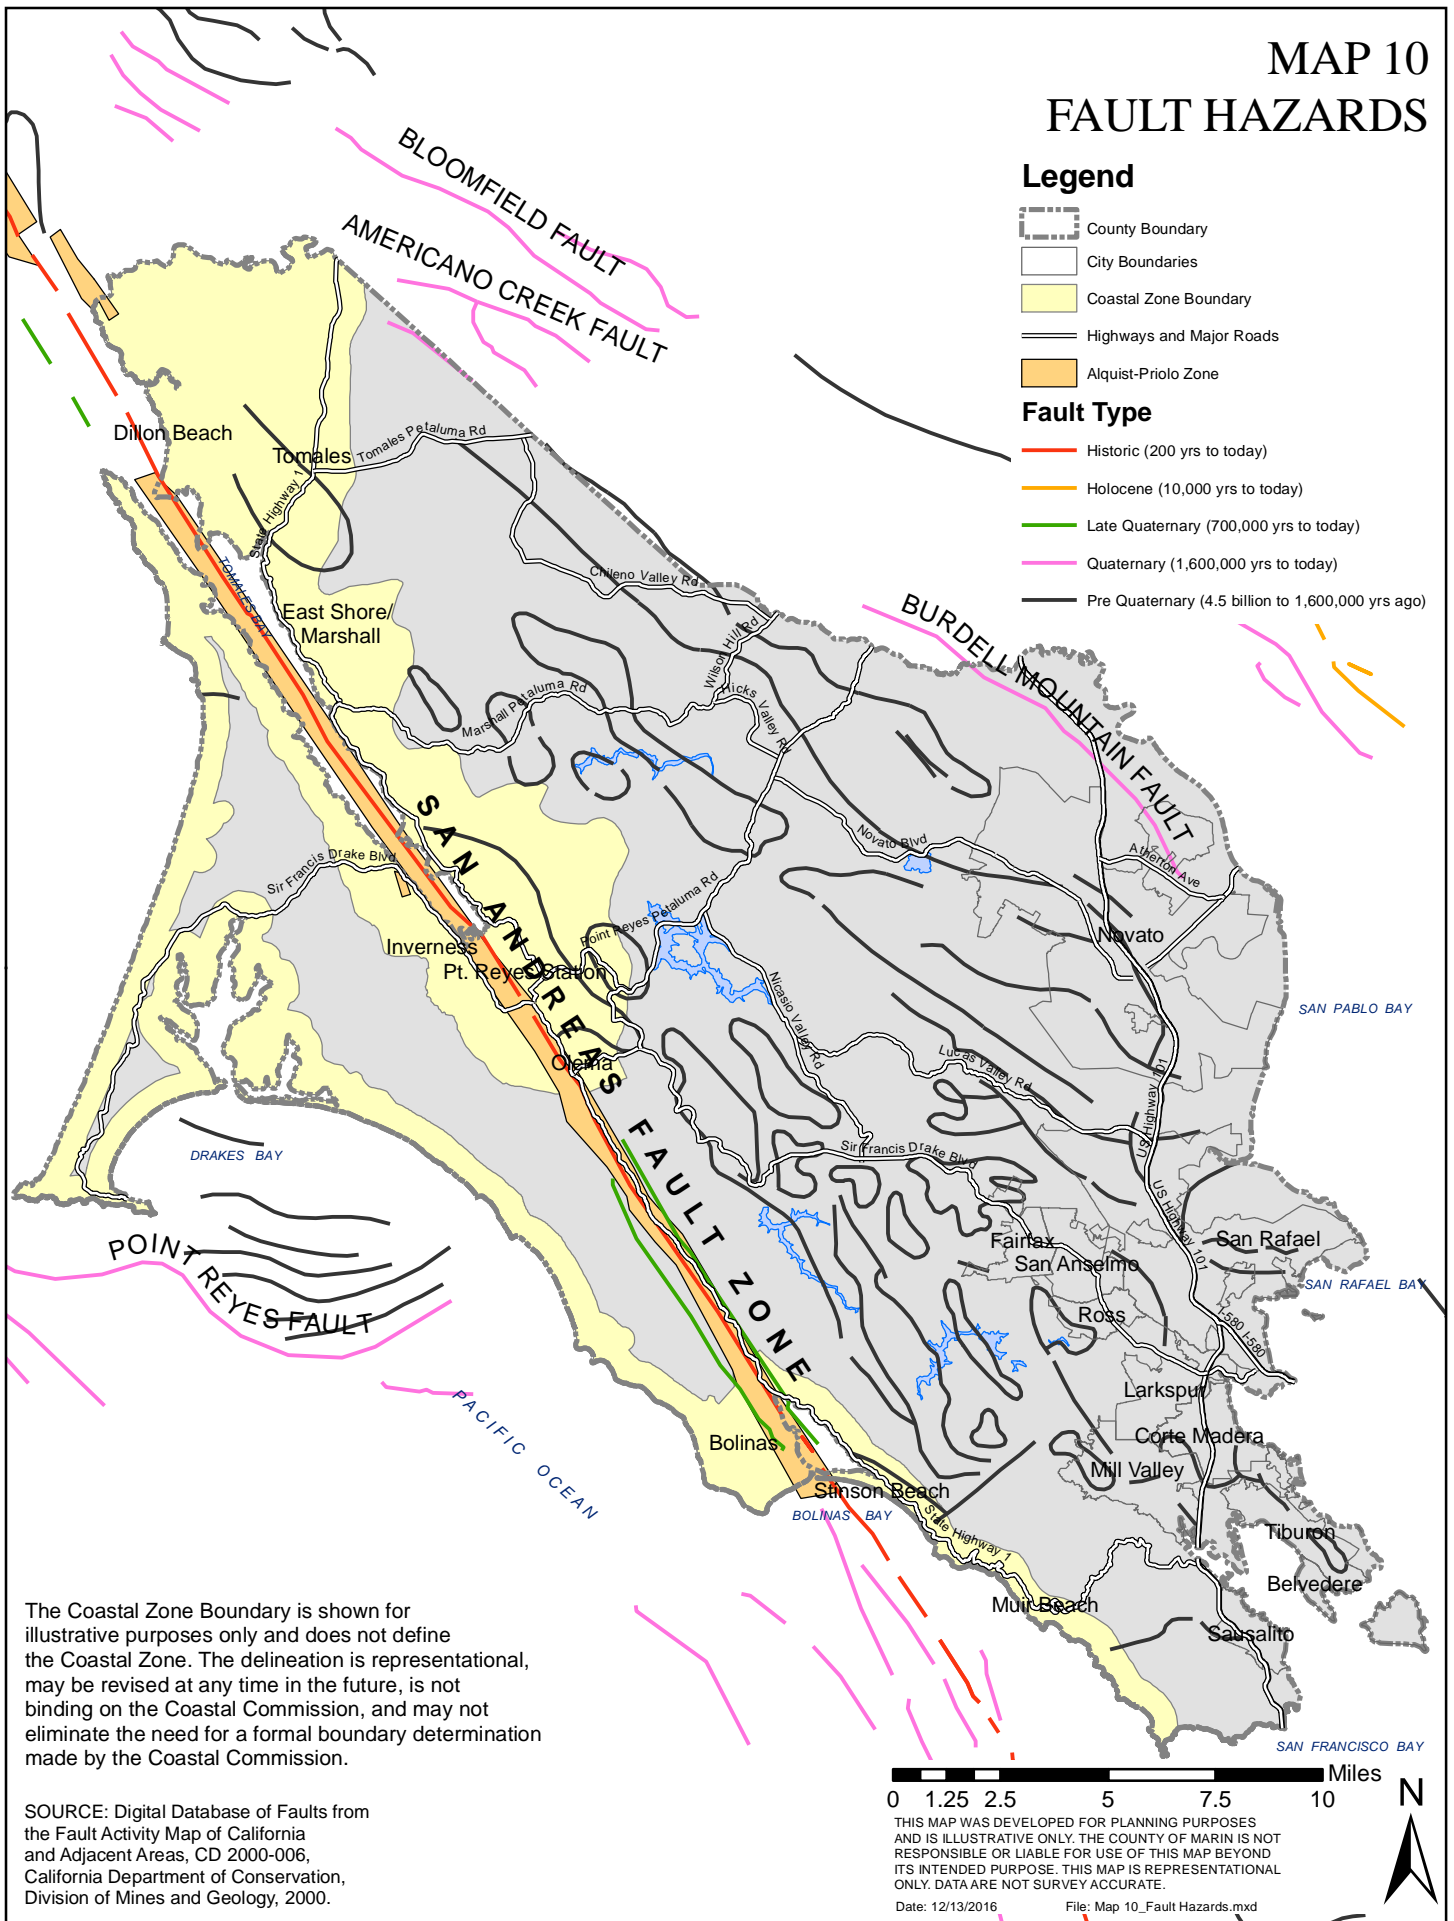 MAP 10
FAULT HAZARDS
Legend
County Boundary
City Boundaries
Coastal Zone Boundary
Highways and Major Roads
Alquist-Priolo Zone
Fault Type
Historic (200 yrs to today)
Holocene (10,000 yrs to today)
Late Quaternary (700,000 yrs to today)
Quaternary (1,600,000 yrs to today)
Pre Quaternary (4.5 billion to 1,600,000 yrs ago)
BLOOMFIELD FAULT
AMERICANO CREEK FAULT
Dillon Beach
Tomales
Tomales Petaluma Rd
State Highway 1
TOMALES BAY
Chileno Valley Rd
East Shore/
Marshall
Wilson Hill Rd
BURDELL MOUNTAIN FAULT
Marshall Petaluma Rd
Hicks Valley Rd
SAN ANDREAS FAULT ZONE
Novato Blvd
Atherton Ave
Sir Francis Drake Blvd
Point Reyes Petaluma Rd
Novato
Inverness
Pt. Reyes Station
Nicasio Valley Rd
SAN PABLO BAY
Lucas Valley Rd
Olema
US Highway 101
DRAKES BAY
Sir Francis Drake Blvd
US Highway 101
Fairfax
San Rafael
San Anselmo
POINT REYES FAULT
SAN RAFAEL BAY
Ross
I-580 I-580
Larkspur
PACIFIC OCEAN
Bolinas
Corte Madera
Mill Valley
Stinson Beach
BOLINAS BAY
State Highway 1
Tiburon
Belvedere
Muir Beach
Sausalito
SAN FRANCISCO BAY
The Coastal Zone Boundary is shown for
illustrative purposes only and does not define
the Coastal Zone. The delineation is representational,
may be revised at any time in the future, is not
binding on the Coastal Commission, and may not
eliminate the need for a formal boundary determination
made by the Coastal Commission.
SOURCE: Digital Database of Faults from
the Fault Activity Map of California
and Adjacent Areas, CD 2000-006,
California Department of Conservation,
Division of Mines and Geology, 2000.
Miles
0 1.25 2.5 5 7.5 10
N
THIS MAP WAS DEVELOPED FOR PLANNING PURPOSES
AND IS ILLUSTRATIVE ONLY. THE COUNTY OF MARIN IS NOT
RESPONSIBLE OR LIABLE FOR USE OF THIS MAP BEYOND
ITS INTENDED PURPOSE. THIS MAP IS REPRESENTATIONAL
ONLY. DATA ARE NOT SURVEY ACCURATE.
Date: 12/13/2016 File: Map 10_Fault Hazards.mxd